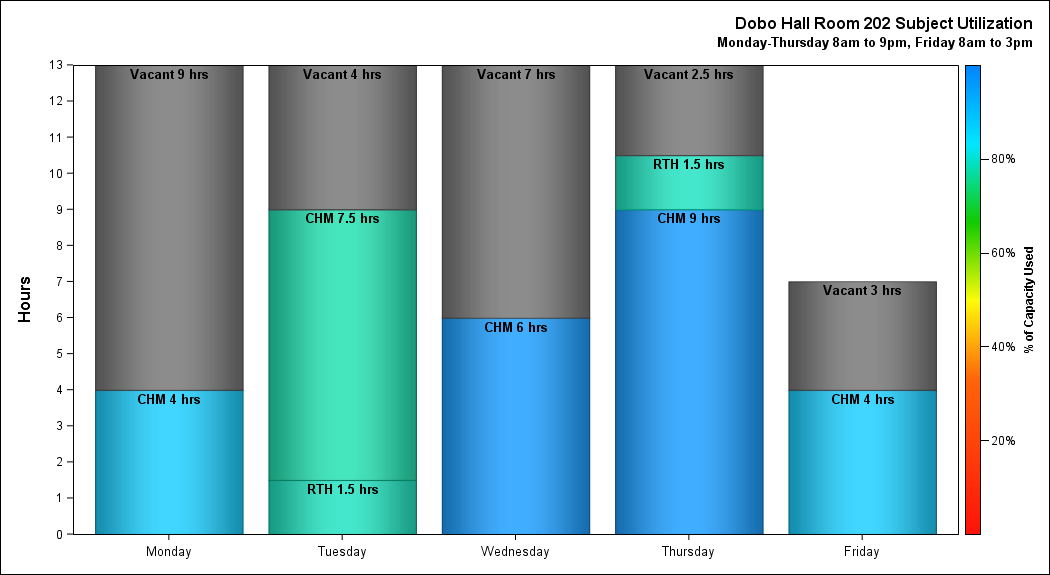 Dobo Hall Room 202 Subject Utilization
Monday-Thursday 8am to 9pm, Friday 8am to 3pm
Hours
13
12
11
10
9
8
7
6
5
4
3
2
1
0
Vacant 9 hrs
CHM 4 hrs
Vacant 4 hrs
CHM 7.5 hrs
RTH 1.5 hrs
Vacant 7 hrs
CHM 6 hrs
Vacant 2.5 hrs
RTH 1.5 hrs
CHM 9 hrs
Vacant 3 hrs
CHM 4 hrs
Monday
Tuesday
Wednesday
Thursday
Friday
80%
60%
40%
20%
% of Capacity Used